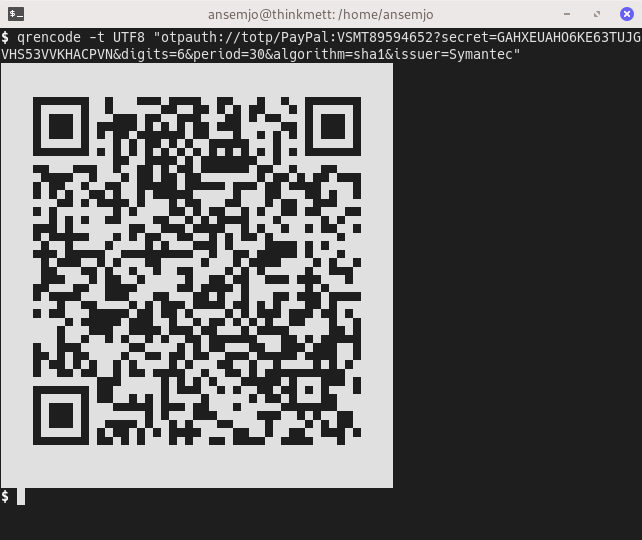 ansemjo@thinkmett: /home/ansemjo
$ qrencode -t UTF8 "otpauth://totp/PayPal:VSMT89594652?secret=GAHXEUAHO6KE63TUJG
VHS53VVKHACPVN&digits=6&period=30&algorithm=sha1&issuer=Symantec"
$